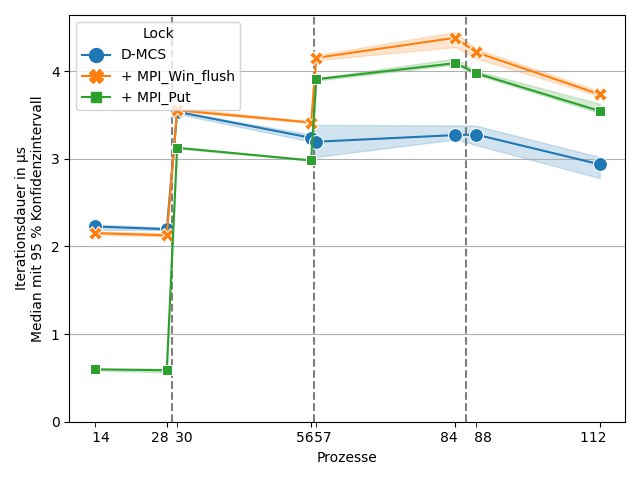 Iterationsdauer in µs
Median mit 95 % Konfidenzintervall
Lock
D-MCS
+ MPI_Win_flush
+ MPI_Put
4
3
2
1
0
14 28 30 56 57 84 88 112
Prozesse